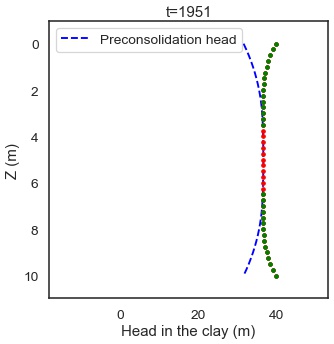 t=1951
Preconsolidation head
0
2
4
6
8
10
Z (m)
0 20 40
Head in the clay (m)